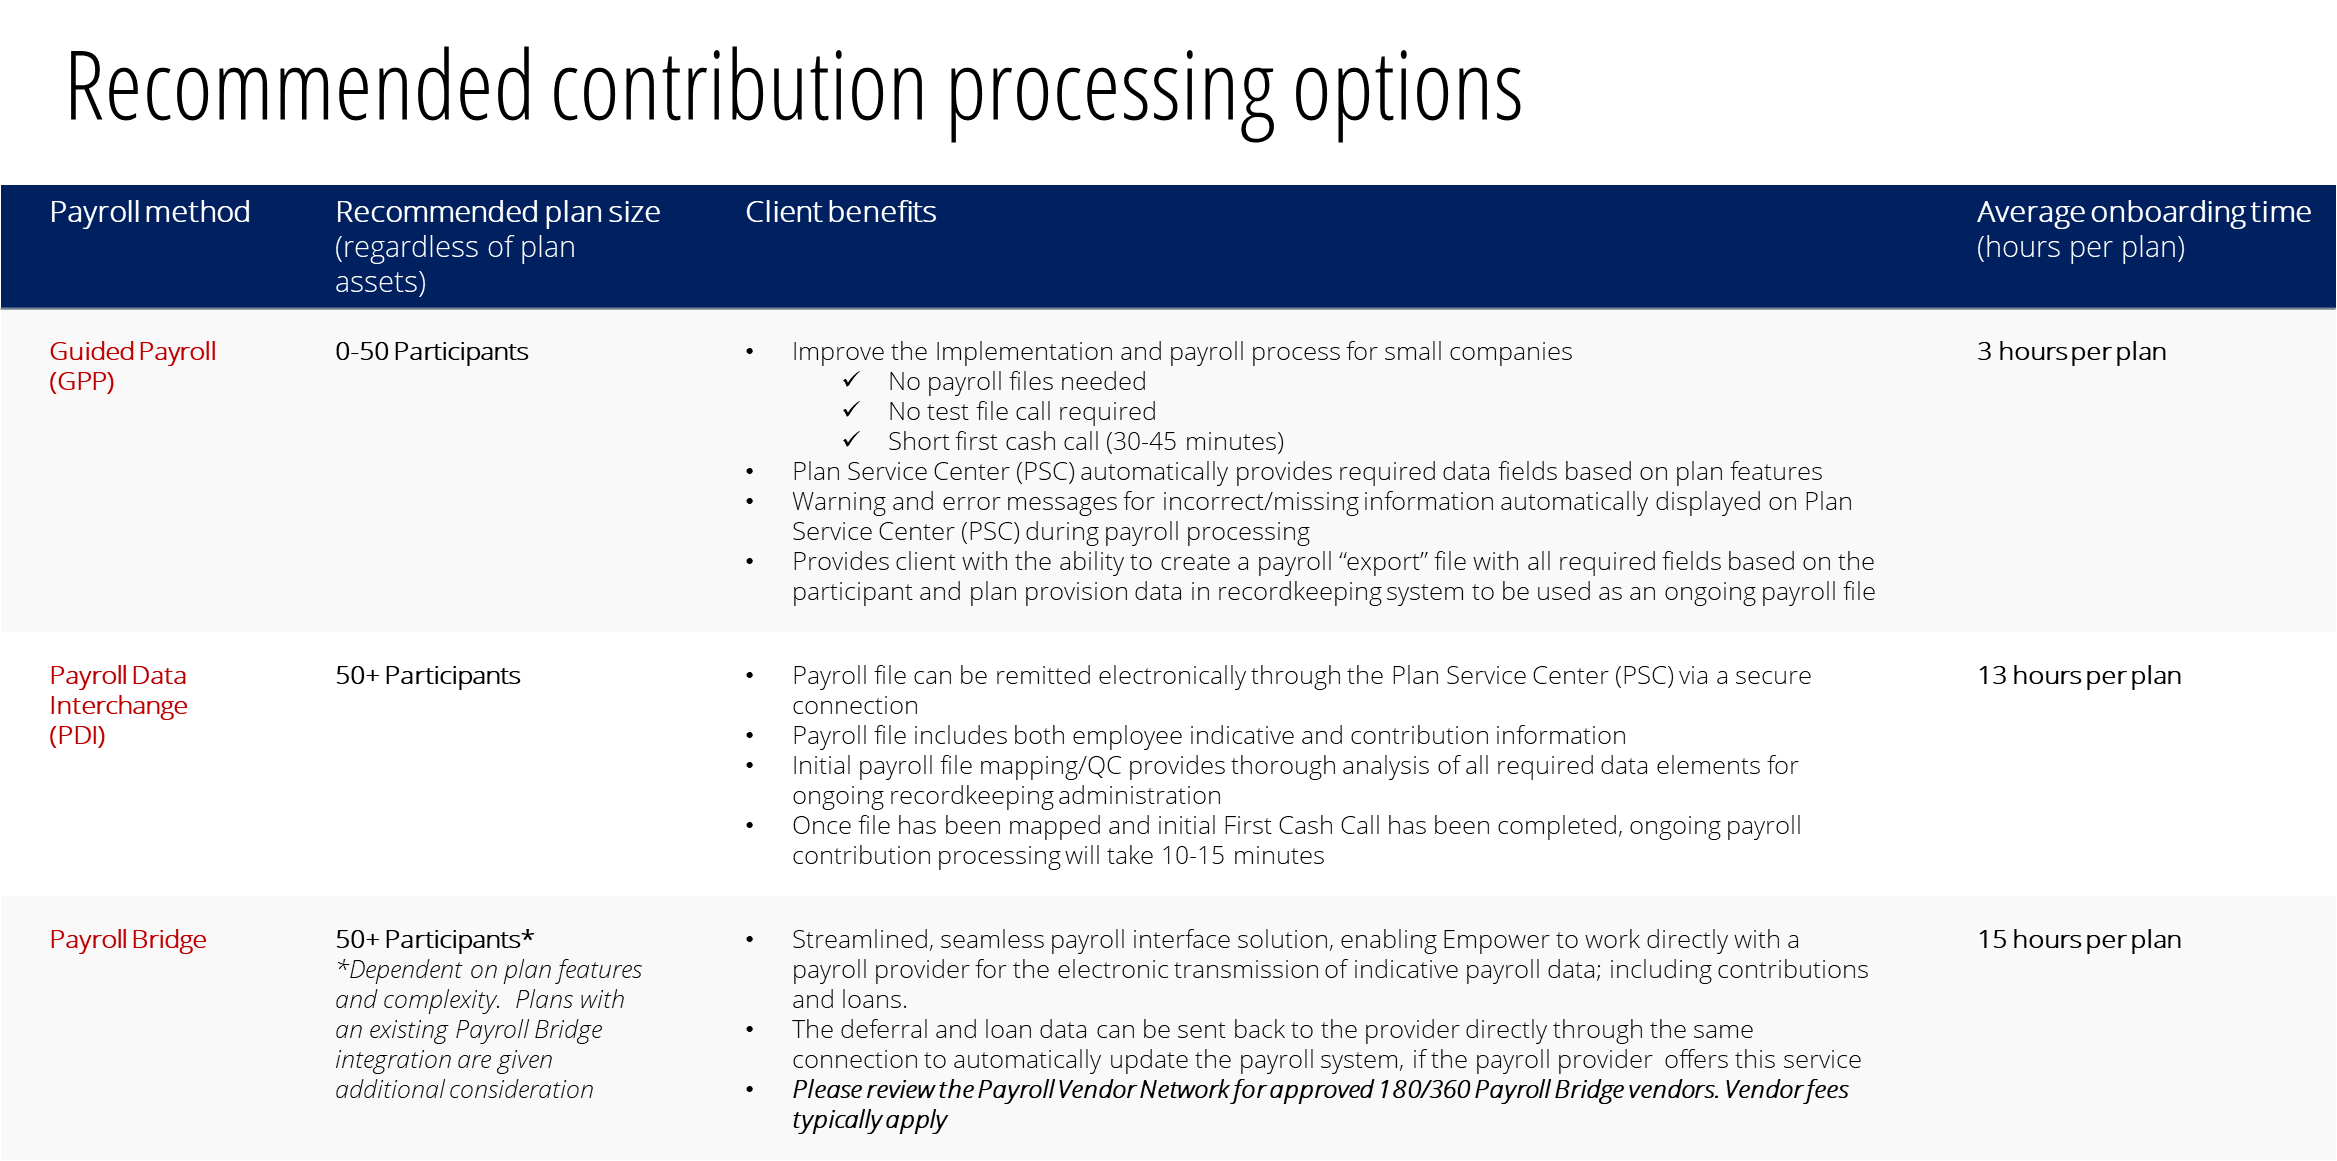 Recommended contribution processing options
Payroll method
Recommended plan size
(regardless of plan
assets)
Client benefits
Average onboarding time
(hours per plan)
Guided Payroll
(GPP)
0-50 Participants
• Improve the Implementation and payroll process for small companies
✓ No payroll files needed
✓ No test file call required
✓ Short first cash call (30-45 minutes)
• Plan Service Center (PSC) automatically provides required data fields based on plan features
• Warning and error messages for incorrect/missing information automatically displayed on Plan
Service Center (PSC) during payroll processing
• Provides client with the ability to create a payroll “export” file with all required fields based on the
participant and plan provision data in recordkeeping system to be used as an ongoing payroll file
3 hours per plan
Payroll Data
Interchange
(PDI)
50+ Participants
• Payroll file can be remitted electronically through the Plan Service Center (PSC) via a secure
connection
• Payroll file includes both employee indicative and contribution information
• Initial payroll file mapping/QC provides thorough analysis of all required data elements for
ongoing recordkeeping administration
• Once file has been mapped and initial First Cash Call has been completed, ongoing payroll
contribution processing will take 10-15 minutes
13 hours per plan
Payroll Bridge
50+ Participants*
*Dependent on plan features
and complexity. Plans with
an existing Payroll Bridge
integration are given
additional consideration
• Streamlined, seamless payroll interface solution, enabling Empower to work directly with a
payroll provider for the electronic transmission of indicative payroll data; including contributions
and loans.
• The deferral and loan data can be sent back to the provider directly through the same
connection to automatically update the payroll system, if the payroll provider offers this service
• Please review the Payroll Vendor Network for approved 180/360 Payroll Bridge vendors. Vendor fees
typically apply
15 hours per plan